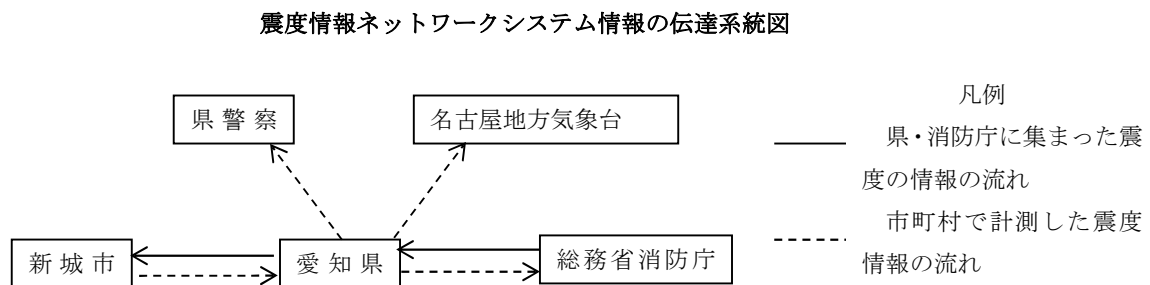 震度情報ネットワークシステム情報の伝達系統図
県警察
名古屋地方気象台
新城市
愛知県
総務省消防庁
凡例
県・消防庁に集まった震
度の情報の流れ
市町村で計測した震度
情報の流れ